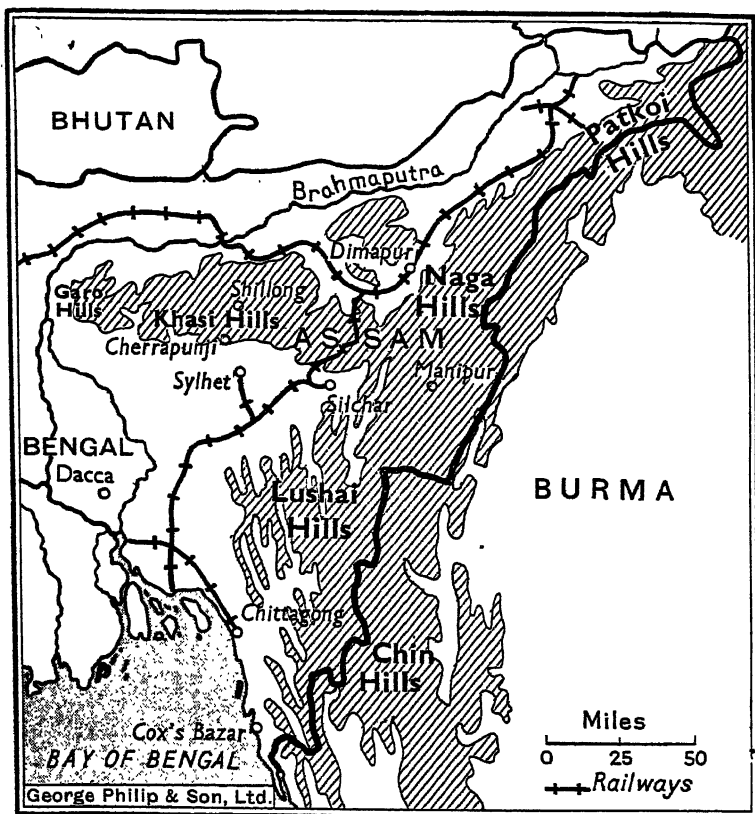 BHUTAN
Patkoi
Hills
Brahmaputra
Dimapur
Naga
Hills
Garo
Hills
Shillong
Khasi Hills
ASSAM
Cherrapunji
Manipur
Sylhet
Silchar
BENGAL
Dacca
Lushai
Hills
BURMA
Chittagong
Chin
Hills
Cox's Bazar
BAY OF BENGAL
Miles
0 25 50
Railways
George Philip & Son, Ltd.